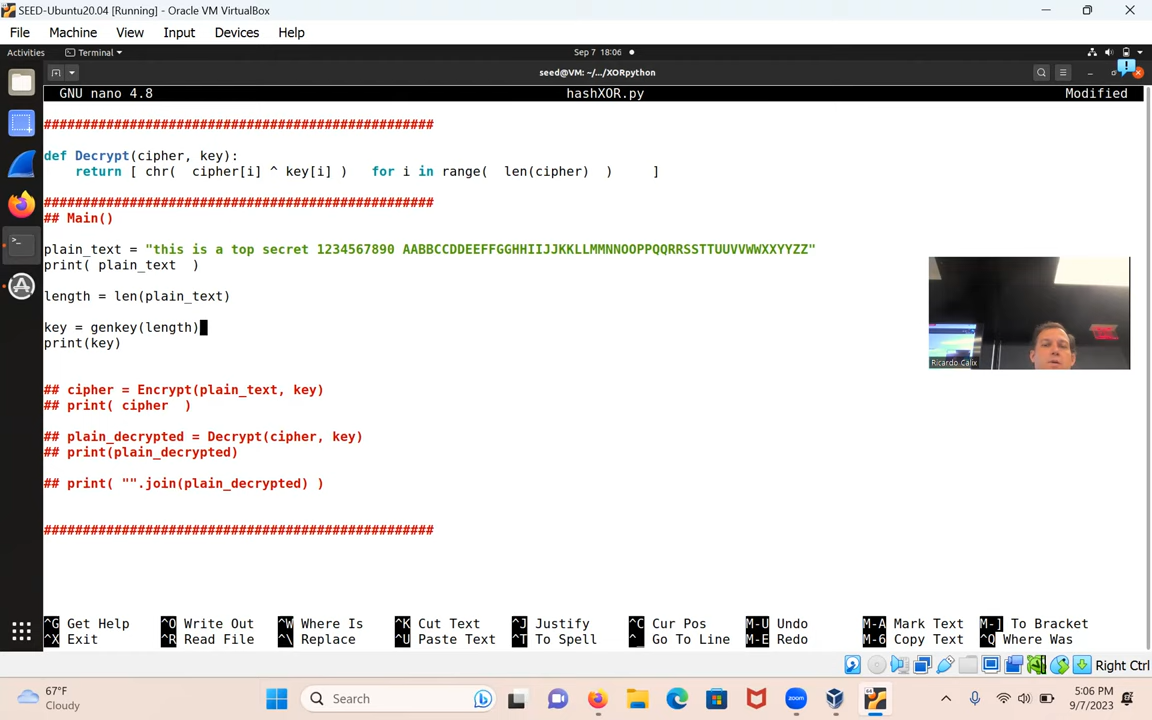 SEED-Ubuntu20.04 [Running] - Oracle VM VirtualBox
File Machine View Input Devices Help
Activities Terminal Sep 7 18:06
seed@VM: ~/.../XORpython
GNU nano 4.8 hashXOR.py Modified
##################################################
def Decrypt(cipher, key):
    return [ chr(  cipher[i] ^ key[i] )   for i in range(  len(cipher)  )     ]
##################################################
## Main()
plain_text = "this is a top secret 1234567890 AABBCCDDEEFFGGHHIIJJKKLLMMNNOOPPQQRRSSTTUUVVWWXXYYZZ"
print( plain_text  )
length = len(plain_text)
key = genkey(length)
print(key)
## cipher = Encrypt(plain_text, key)
## print( cipher  )
## plain_decrypted = Decrypt(cipher, key)
## print(plain_decrypted)
## print( "".join(plain_decrypted) )
##################################################
Ricardo Calix
^G Get Help ^O Write Out ^W Where Is ^K Cut Text ^J Justify ^C Cur Pos M-U Undo M-A Mark Text M-] To Bracket
^X Exit ^R Read File ^\ Replace ^U Paste Text ^T To Spell ^_ Go To Line M-E Redo M-6 Copy Text ^Q Where Was
Right Ctrl
67°F
Cloudy
Search
5:06 PM
9/7/2023